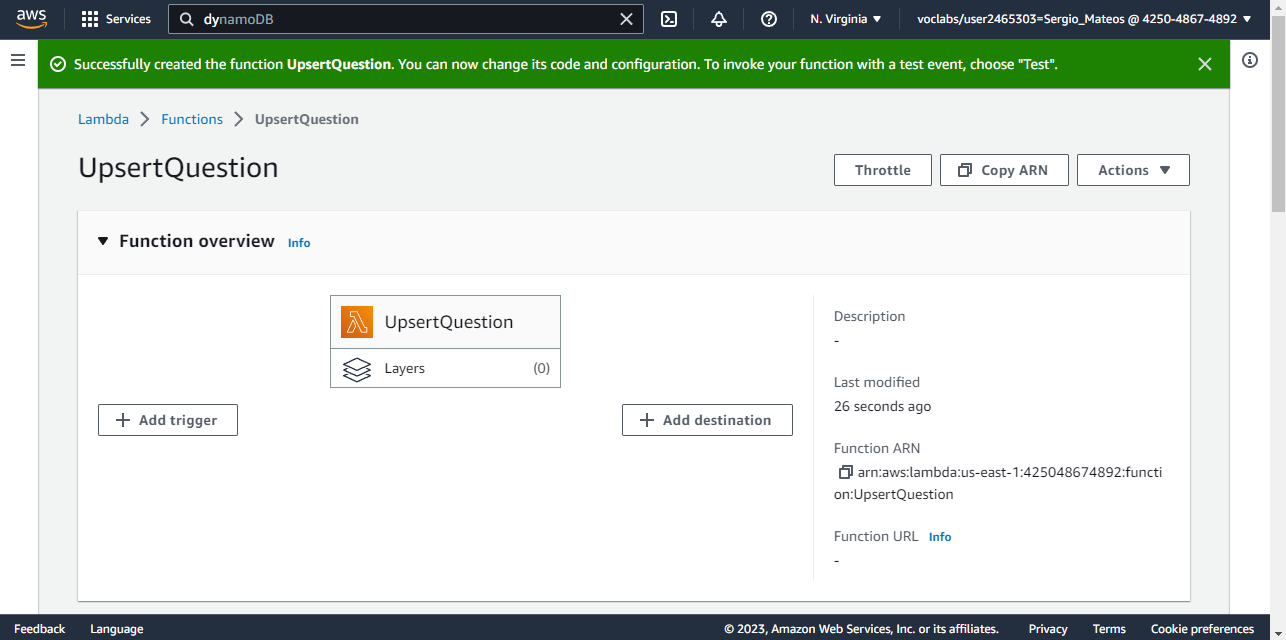 aws
Services
dynamoDB
N. Virginia
voclabs/user2465303=Sergio_Mateos @ 4250-4867-4892
Successfully created the function UpsertQuestion. You can now change its code and configuration. To invoke your function with a test event, choose "Test".
Lambda
Functions
UpsertQuestion
UpsertQuestion
Throttle
Copy ARN
Actions
Function overview
Info
UpsertQuestion
Layers
(0)
Add trigger
Add destination
Description
-
Last modified
26 seconds ago
Function ARN
arn:aws:lambda:us-east-1:425048674892:functi
on:UpsertQuestion
Function URL
Info
-
Feedback
Language
© 2023, Amazon Web Services, Inc. or its affiliates.
Privacy
Terms
Cookie preferences